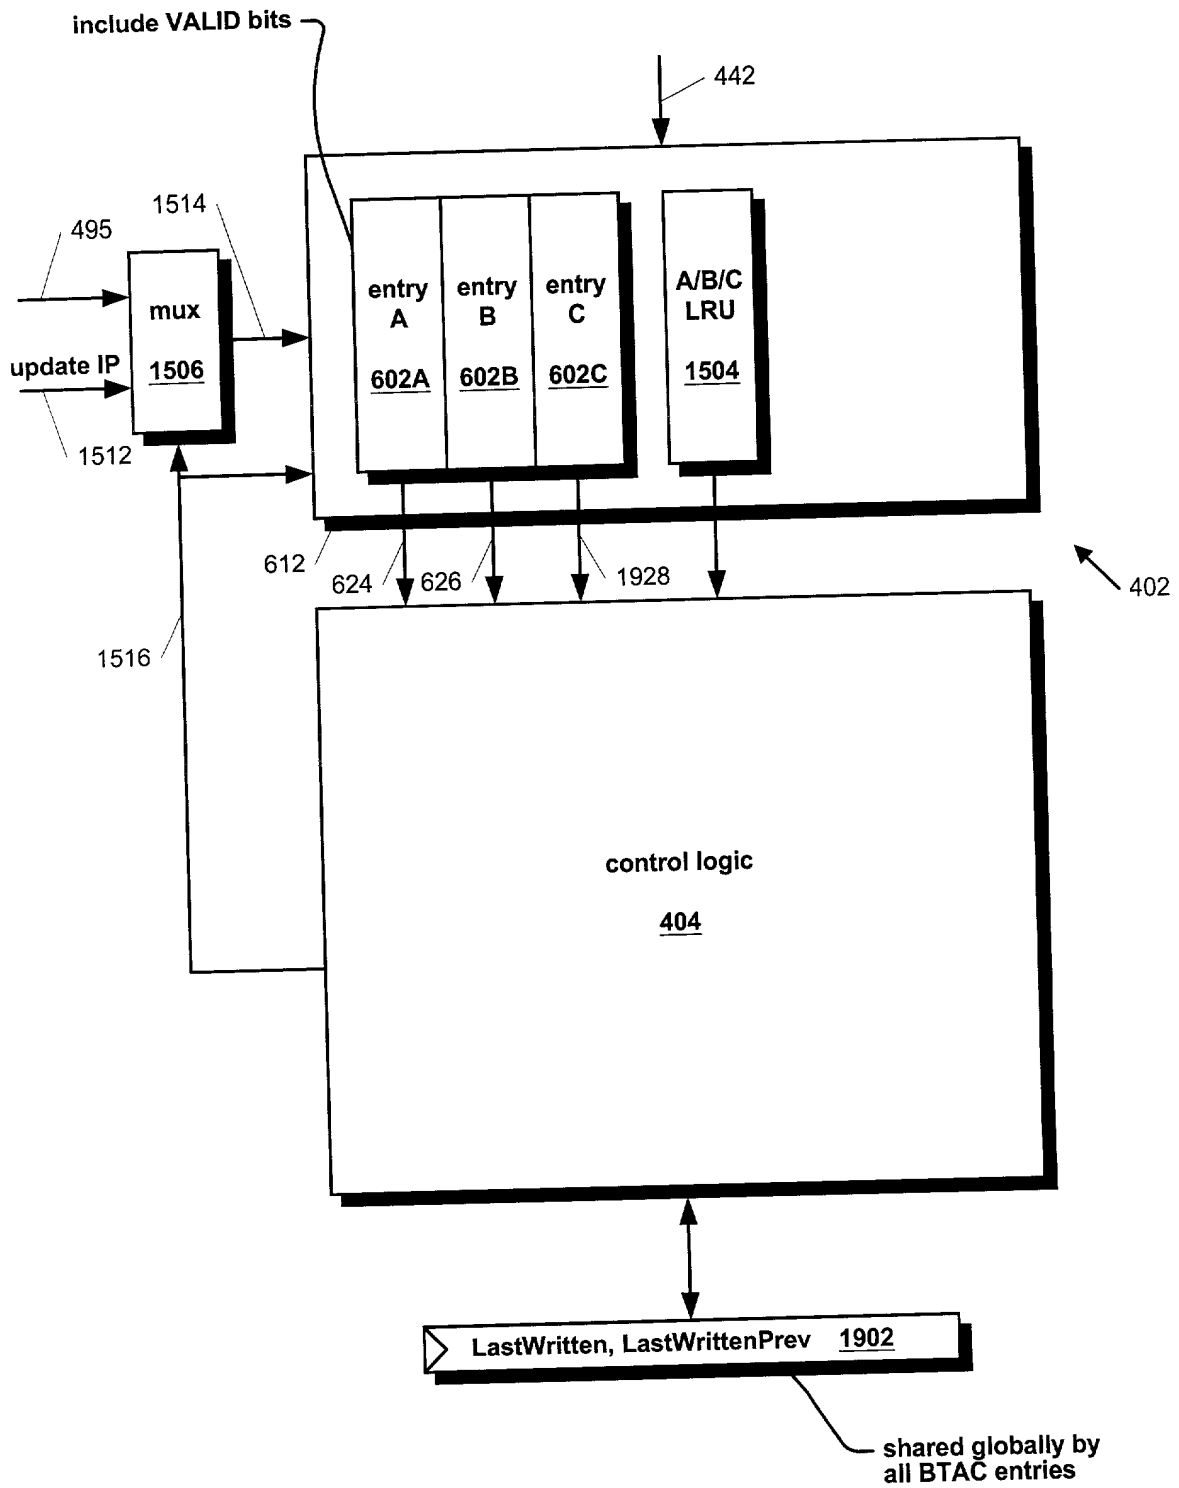 include VALID bits
442
1514
495
mux
1506
update IP
1512
entry
A
602A
entry
B
602B
entry
C
602C
A/B/C
LRU
1504
612
624
626
1928
402
1516
control logic
404
LastWritten, LastWrittenPrev 1902
shared globally by
all BTAC entries